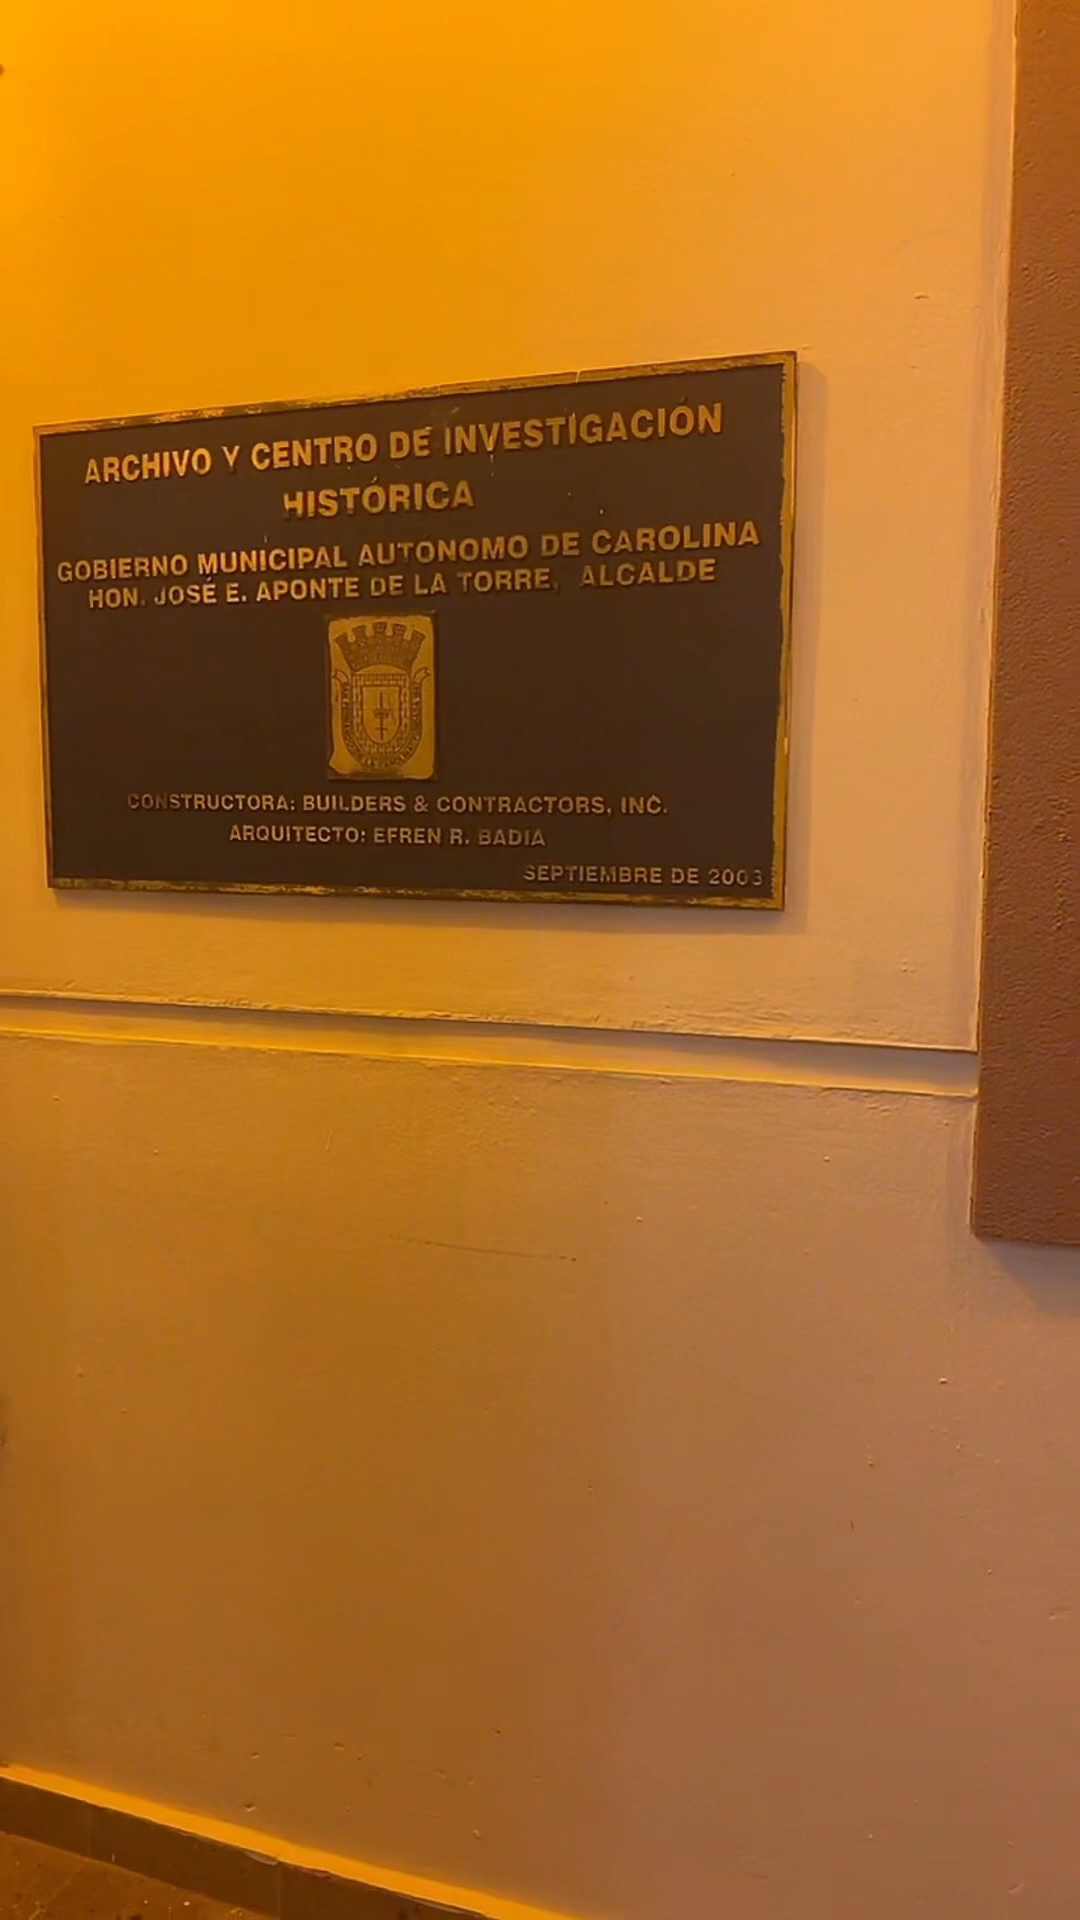 ARCHIVO Y CENTRO DE INVESTIGACIÓN
HISTÓRICA
GOBIERNO MUNICIPAL AUTÓNOMO DE CAROLINA
HON. JOSÉ E. APONTE DE LA TORRE, ALCALDE
CONSTRUCTORA: BUILDERS & CONTRACTORS, INC.
ARQUITECTO: EFREN R. BADIA
SEPTIEMBRE DE 2003